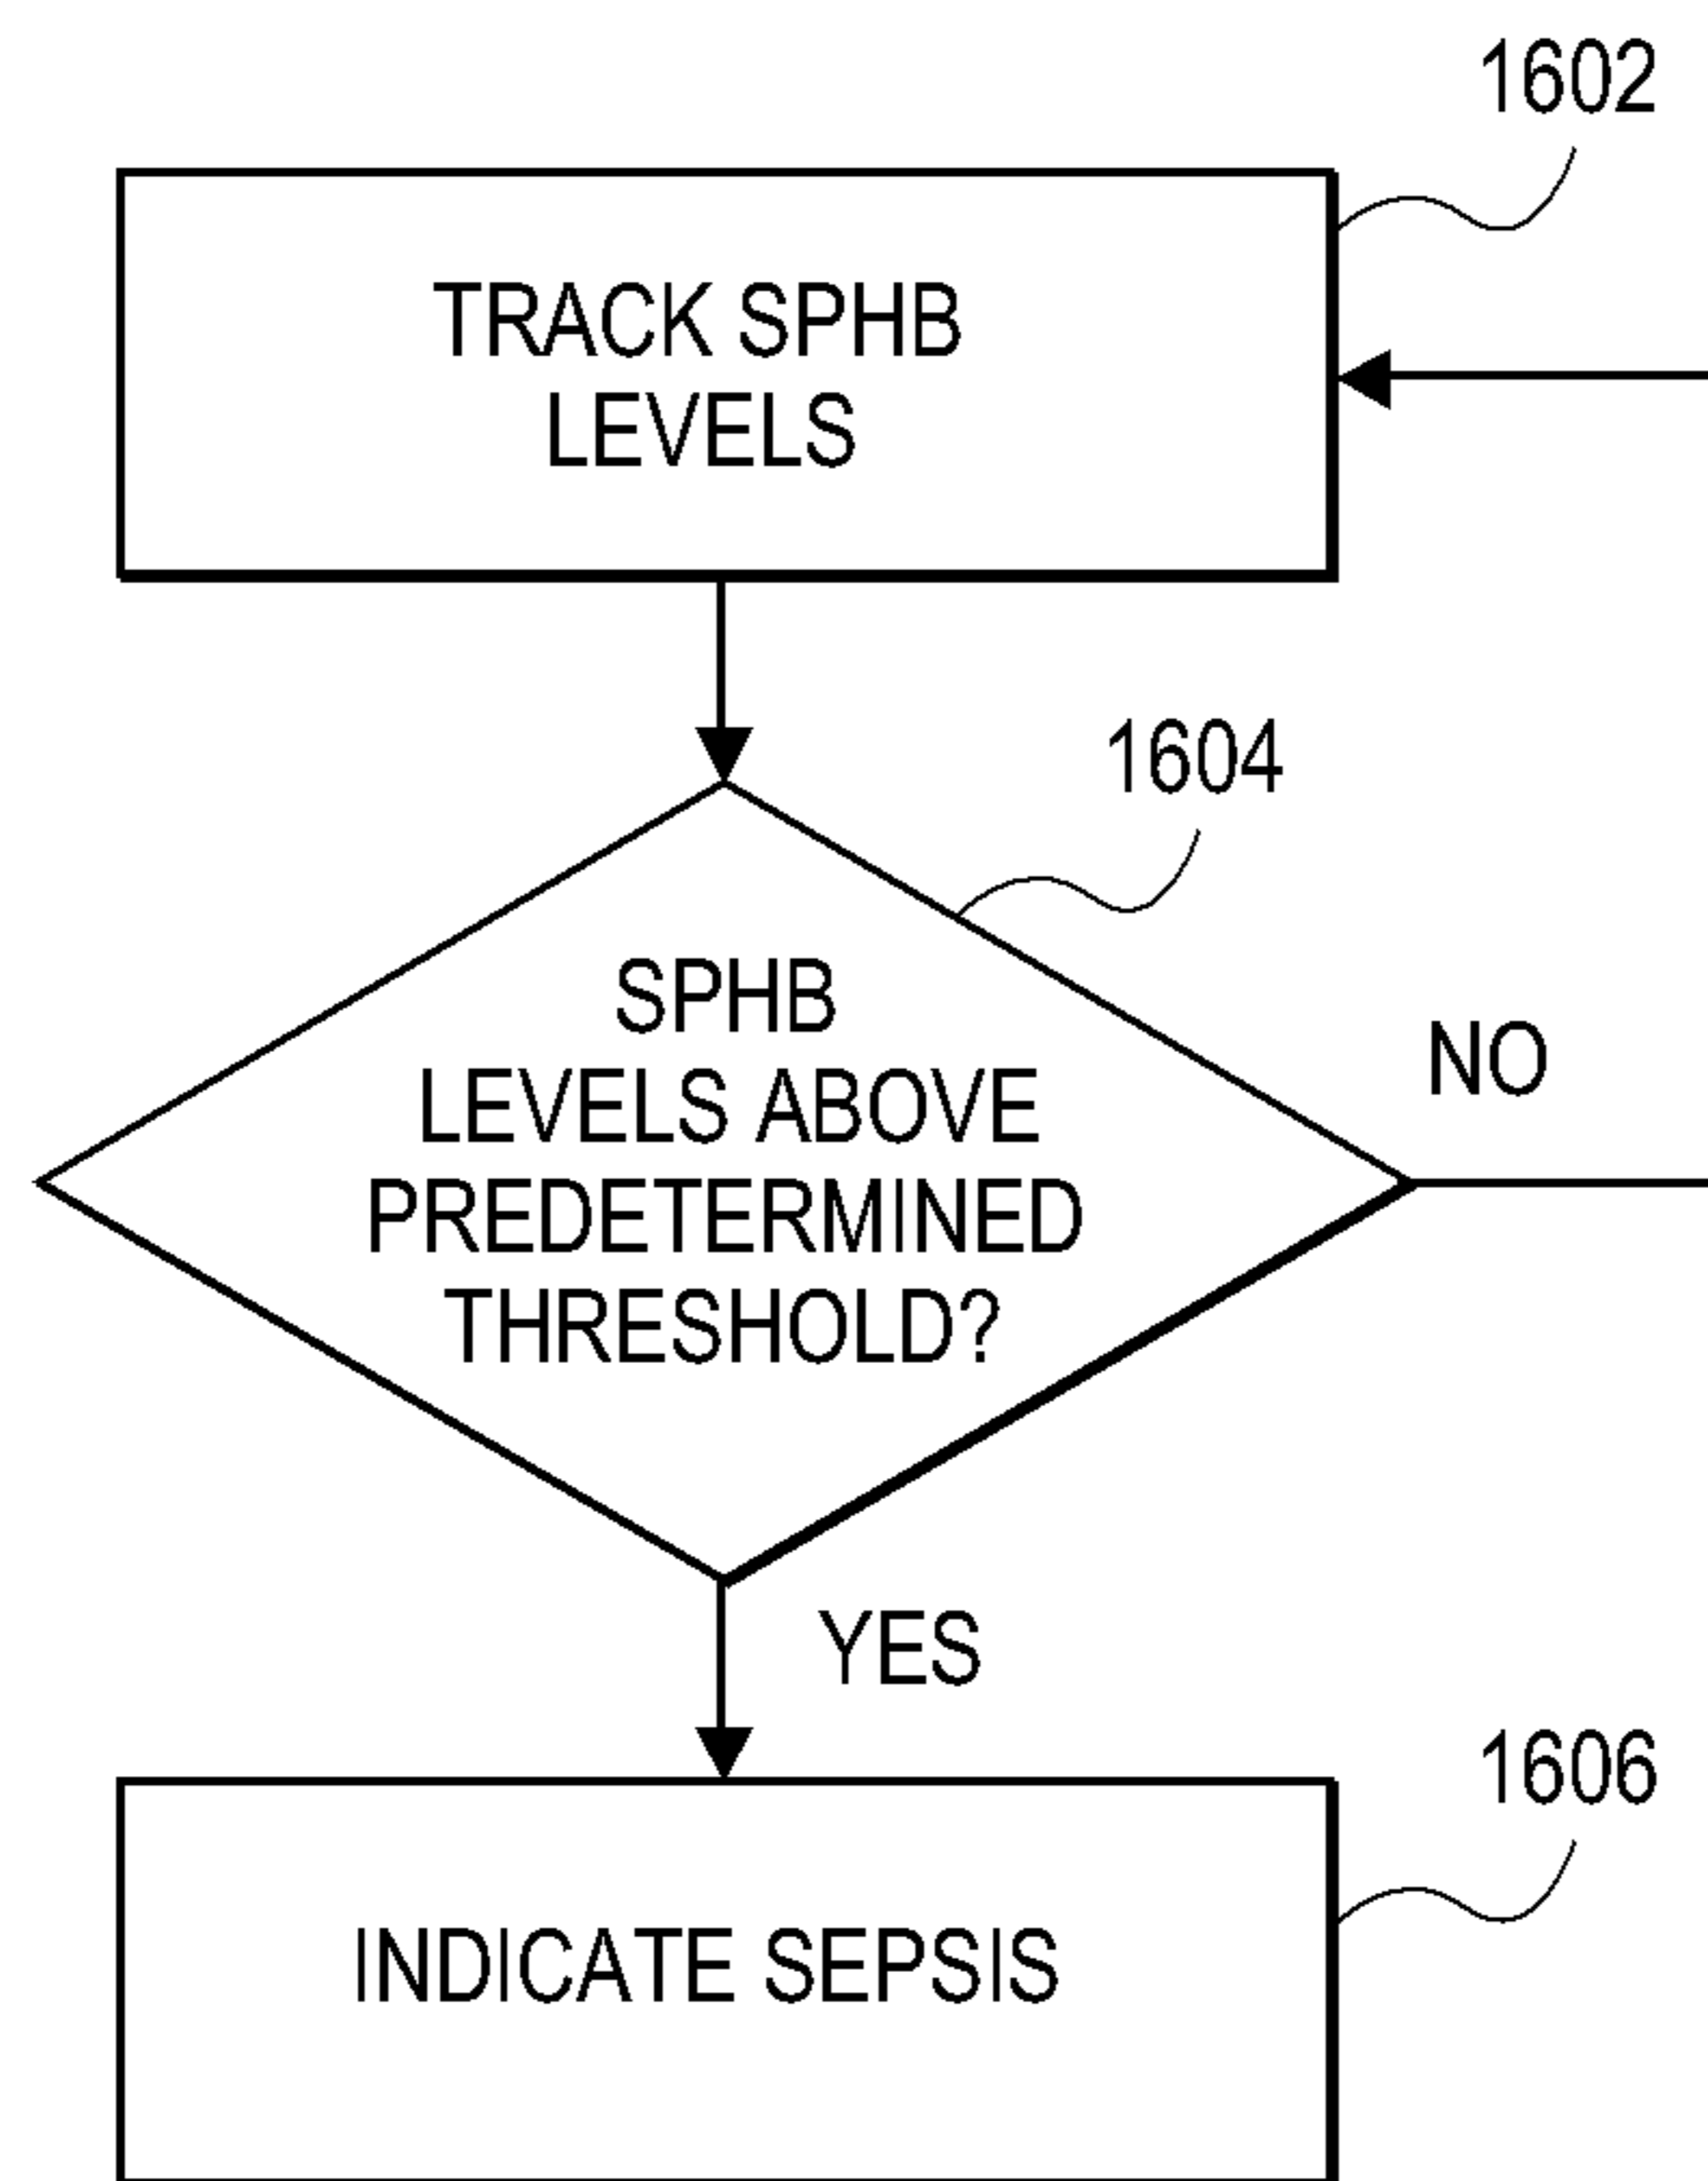 1602
TRACK SPHB
LEVELS
1604
SPHB
LEVELS ABOVE
PREDETERMINED
THRESHOLD?
NO
YES
1606
INDICATE SEPSIS